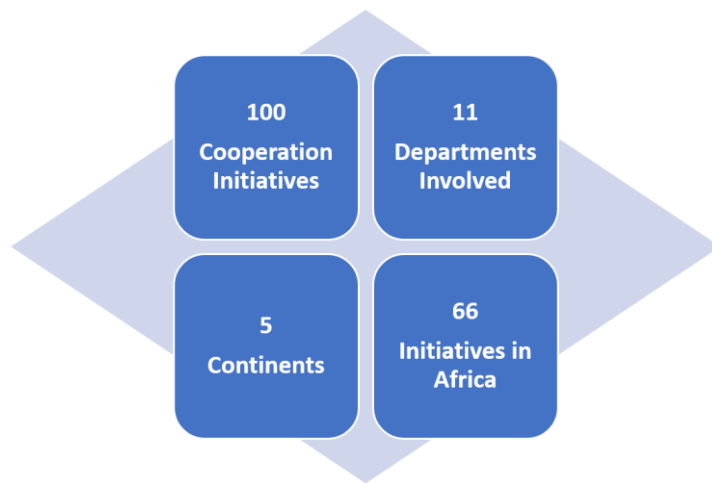 100
Cooperation
Initiatives
11
Departments
Involved
5
Continents
66
Initiatives in
Africa